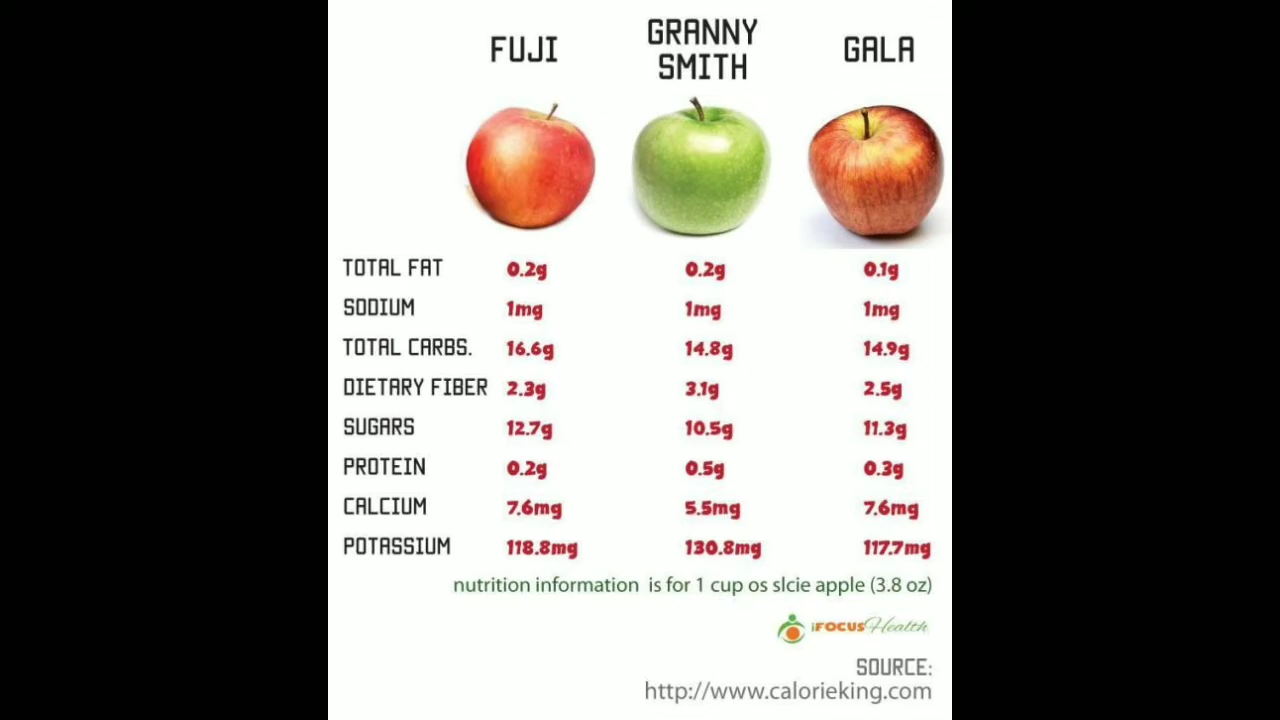 FUJI GRANNY SMITH GALA
TOTAL FAT 0.2g 0.2g 0.1g
SODIUM 1mg 1mg 1mg
TOTAL CARBS. 16.6g 14.8g 14.9g
DIETARY FIBER 2.3g 3.1g 2.5g
SUGARS 12.7g 10.5g 11.3g
PROTEIN 0.2g 0.5g 0.3g
CALCIUM 7.6mg 5.5mg 7.6mg
POTASSIUM 118.8mg 130.8mg 117.7mg
nutrition information is for 1 cup os slcie apple (3.8 oz)
iFOCUSHealth
SOURCE:
http://www.calorieking.com